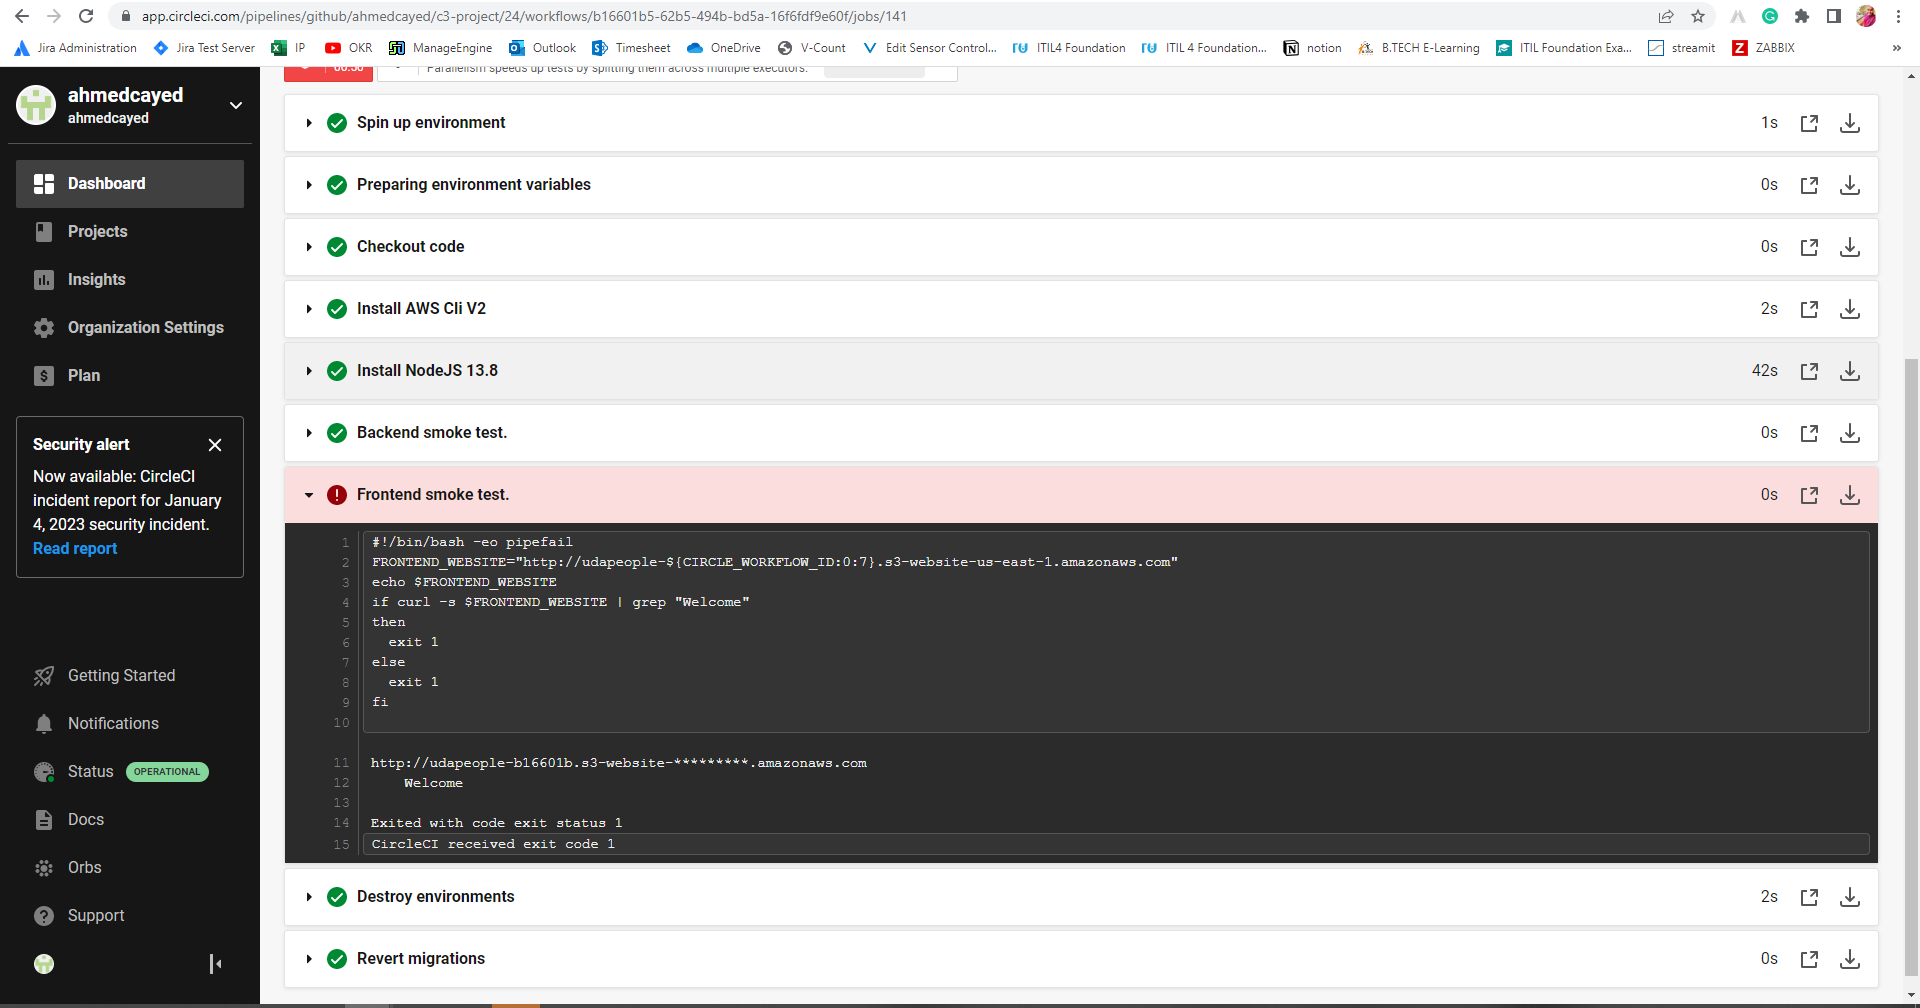 app.circleci.com/pipelines/github/ahmedcayed/c3-project/24/workflows/b16601b5-62b5-494b-bd5a-16f6fdf9e60f/jobs/141
Jira Administration
Jira Test Server
IP
OKR
ManageEngine
Outlook
Timesheet
OneDrive
V-Count
Edit Sensor Control...
ITIL4 Foundation
ITIL 4 Foundation...
notion
B.TECH E-Learning
ITIL Foundation Exa...
streamit
ZABBIX
»
00:50
Parallelism speeds up tests by splitting them across multiple executors.
ahmedcayed
ahmedcayed
Dashboard
Projects
Insights
Organization Settings
Plan
Security alert
Now available: CircleCI
incident report for January
4, 2023 security incident.
Read report
Getting Started
Notifications
Status OPERATIONAL
Docs
Orbs
Support
Spin up environment 1s
Preparing environment variables 0s
Checkout code 0s
Install AWS Cli V2 2s
Install NodeJS 13.8 42s
Backend smoke test. 0s
Frontend smoke test. 0s
1 #!/bin/bash -eo pipefail
2 FRONTEND_WEBSITE="http://udapeople-${CIRCLE_WORKFLOW_ID:0:7}.s3-website-us-east-1.amazonaws.com"
3 echo $FRONTEND_WEBSITE
4 if curl -s $FRONTEND_WEBSITE | grep "Welcome"
5 then
6   exit 1
7 else
8   exit 1
9 fi
10
11 http://udapeople-b16601b.s3-website-*********.amazonaws.com
12     Welcome
13
14 Exited with code exit status 1
15 CircleCI received exit code 1
Destroy environments 2s
Revert migrations 0s